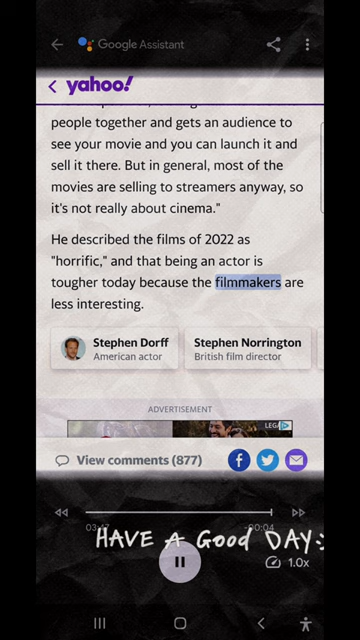 Google Assistant
yahoo!
people together and gets an audience to
see your movie and you can launch it and
sell it there. But in general, most of the
movies are selling to streamers anyway, so
it's not really about cinema."
He described the films of 2022 as
"horrific," and that being an actor is
tougher today because the filmmakers are
less interesting.
Stephen Dorff
American actor
Stephen Norrington
British film director
ADVERTISEMENT
View comments (877)
-00:04
HAVE A Good DAY:
1.0x